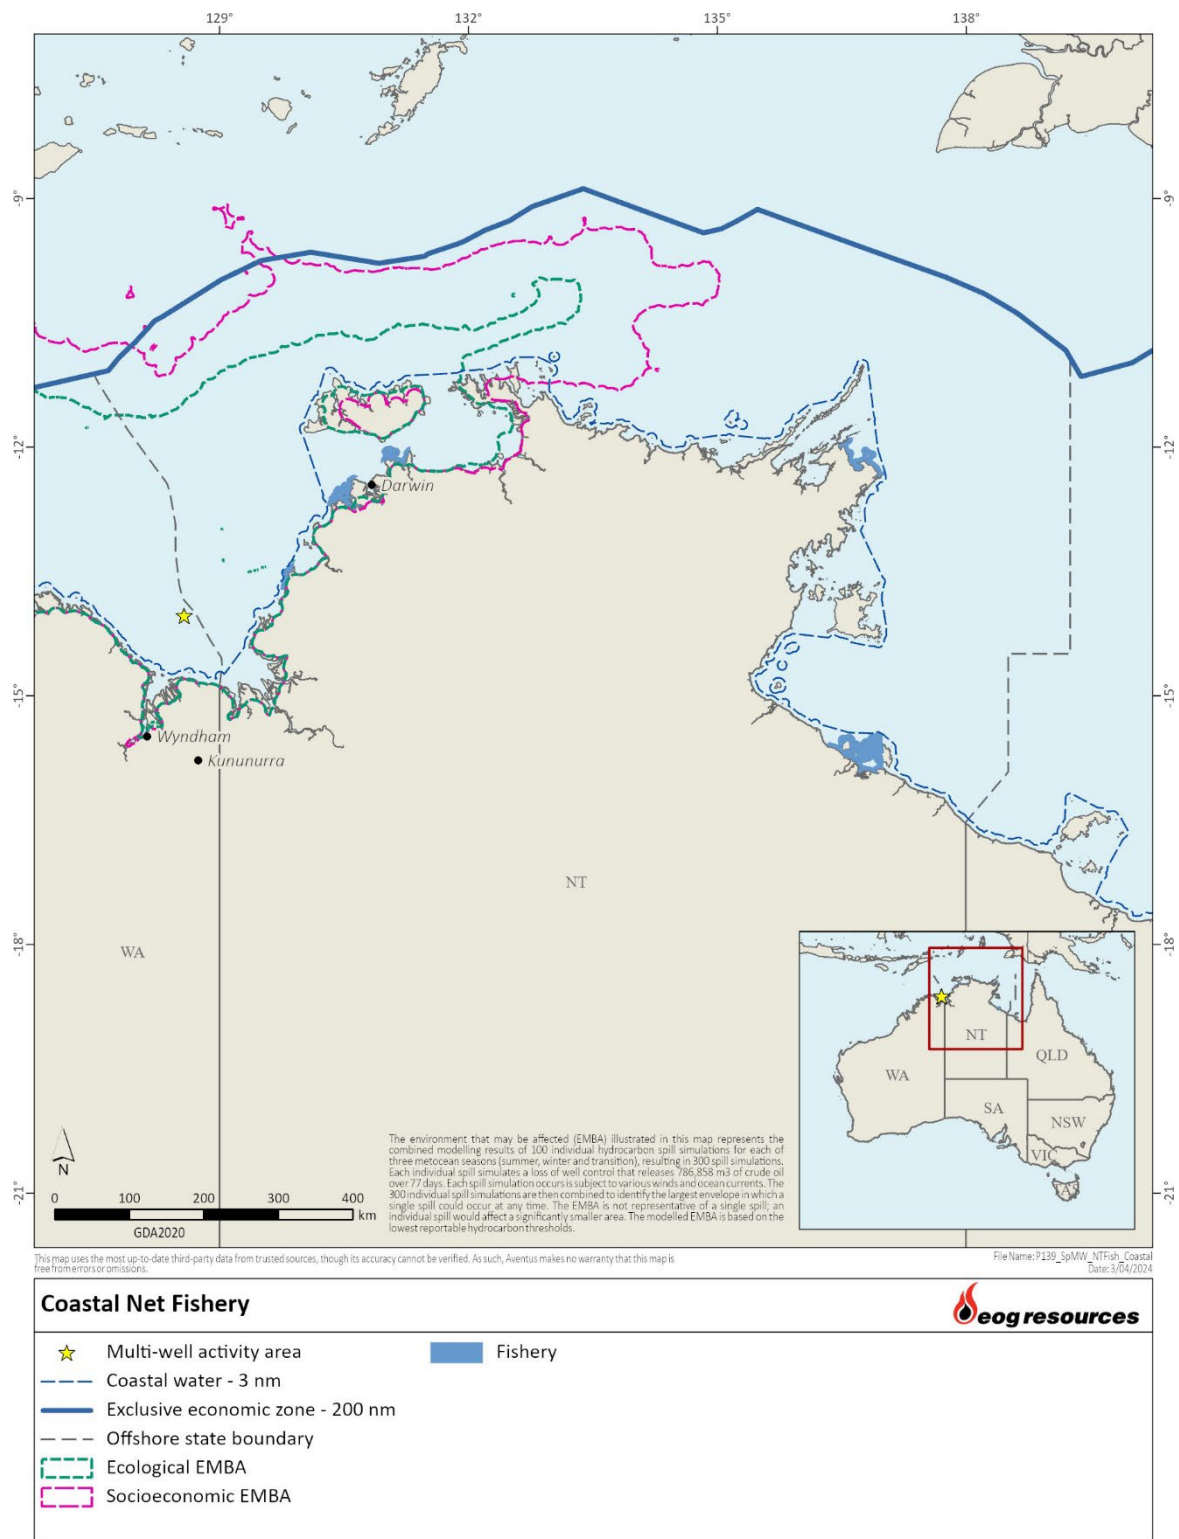 129°
132°
135°
138°
-9°
-9°
-12°
-12°
Darwin
-15°
-15°
Wyndham
Kununurra
NT
WA
-18°
-18°
NT
QLD
WA
SA
NSW
VIC
TAS
-21°
-21°
N
0 100 200 300 400
km
GDA2020
The environment that may be affected (EMBA) illustrated in this map represents the
combined modelling results of 100 individual hydrocarbon spill simulations for each of
three metocean seasons (summer, winter and transition), resulting in 300 spill simulations.
Each individual spill simulates a loss of well control that releases 786,858 m3 of crude oil
over 77 days. Each spill simulation occurs is subject to various winds and ocean currents. The
300 individual spill simulations are then combined to identify the largest envelope in which a
single spill could occur at any time. The EMBA is not representative of a single spill; an
individual spill would affect a significantly smaller area. The modelled EMBA is based on the
lowest reportable hydrocarbon thresholds.
This map uses the most up-to-date third-party data from trusted sources, though its accuracy cannot be verified. As such, Aventus makes no warranty that this map is
free from errors or omissions.
File Name: P139_SpMW_NTFish_Coastal
Date: 3/04/2024
Coastal Net Fishery
eog resources
Multi-well activity area
Fishery
Coastal water - 3 nm
Exclusive economic zone - 200 nm
Offshore state boundary
Ecological EMBA
Socioeconomic EMBA